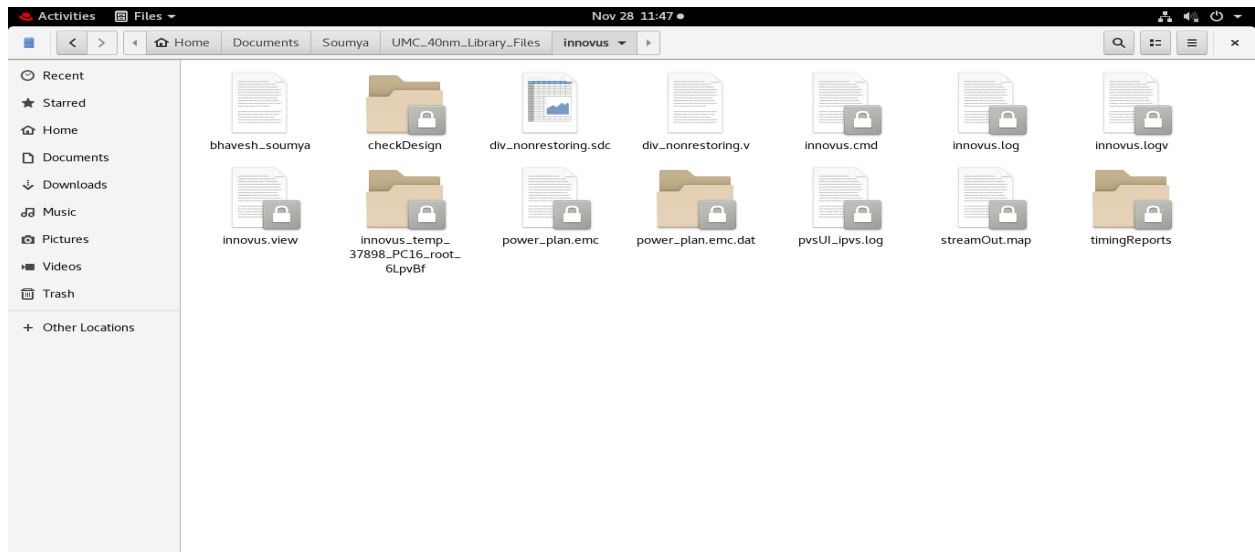 Activities Files Nov 28 11:47
Home Documents Soumya UMC_40nm_Library_Files innovus
Recent
Starred
Home
Documents
Downloads
Music
Pictures
Videos
Trash
+ Other Locations
bhavesh_soumya checkDesign div_nonrestoring.sdc div_nonrestoring.v innovus.cmd innovus.log innovus.logv
innovus.view innovus_temp_ power_plan.emc power_plan.emc.dat pvsUI_ipvs.log streamOut.map timingReports
37898_PC16_root_
6LpvBf